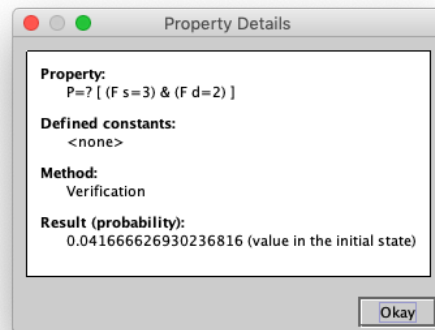 Property Details
Property:
P=? [ (F s=3) & (F d=2) ]
Defined constants:
<none>
Method:
Verification
Result (probability):
0.041666626930236816 (value in the initial state)
Okay